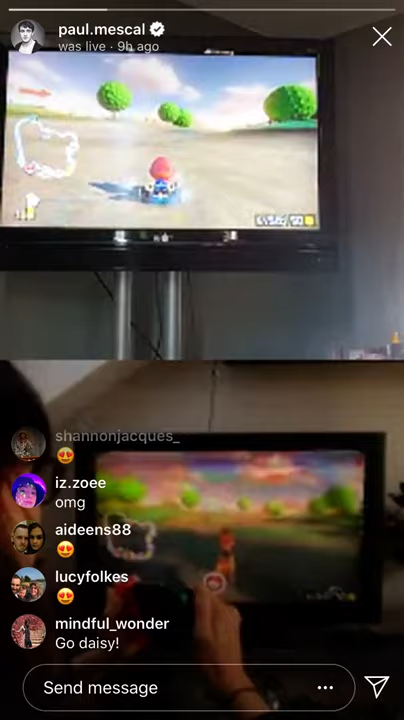 paul.mescal
was live · 9h ago
shannonjacques_
😍
iz.zoee
omg
aideens88
😍
lucyfolkes
😍
mindful_wonder
Go daisy!
Send message